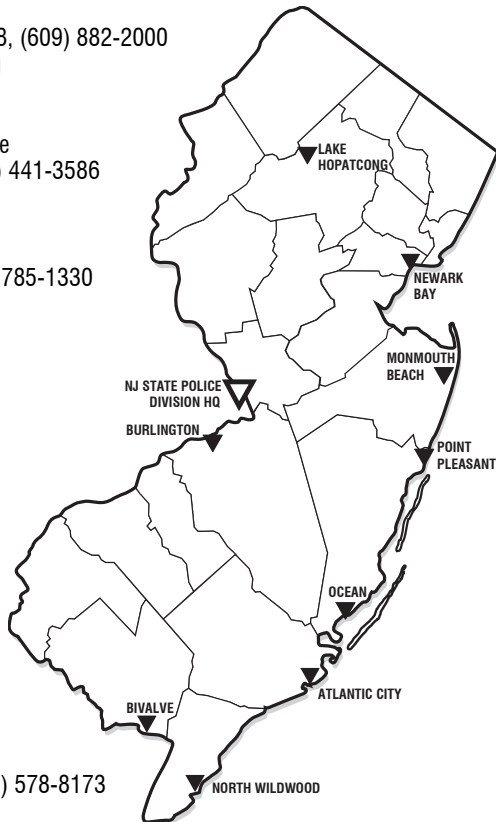 8, (609) 882-2000
e
441-3586
785-1330
) 578-8173
LAKE
HOPATCONG
NEWARK
BAY
MONMOUTH
BEACH
NJ STATE POLICE
DIVISION HQ
BURLINGTON
POINT
PLEASANT
OCEAN
ATLANTIC CITY
BIVALVE
NORTH WILDWOOD